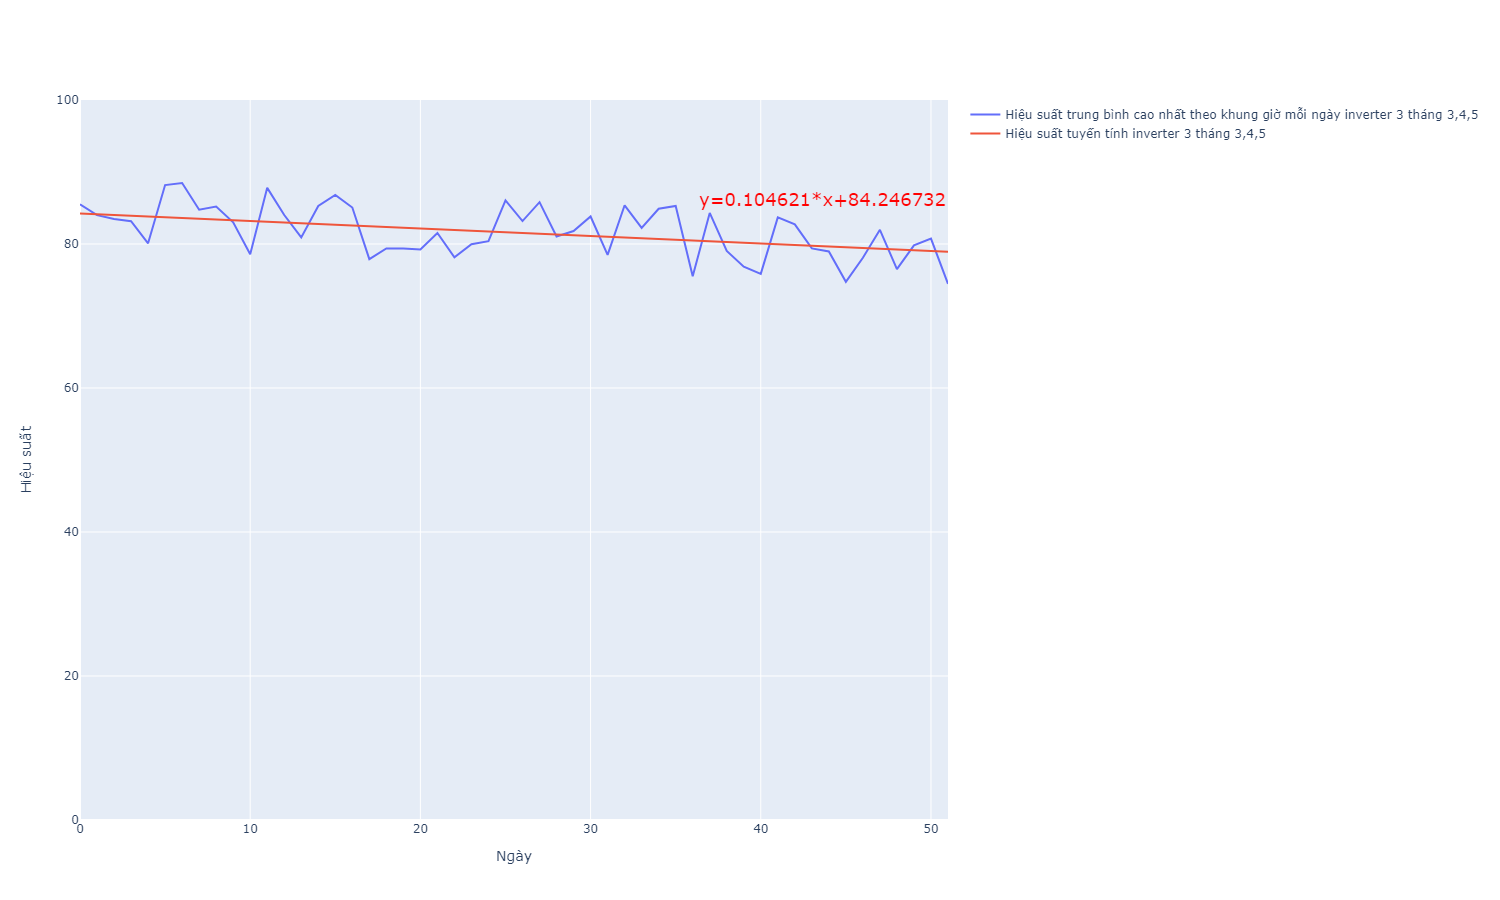 100
80
60
40
20
0
0 10 20 30 40 50
Hiệu suất
Ngày
y=0.104621*x+84.246732
Hiệu suất trung bình cao nhất theo khung giờ mỗi ngày inverter 3 tháng 3,4,5
Hiệu suất tuyến tính inverter 3 tháng 3,4,5